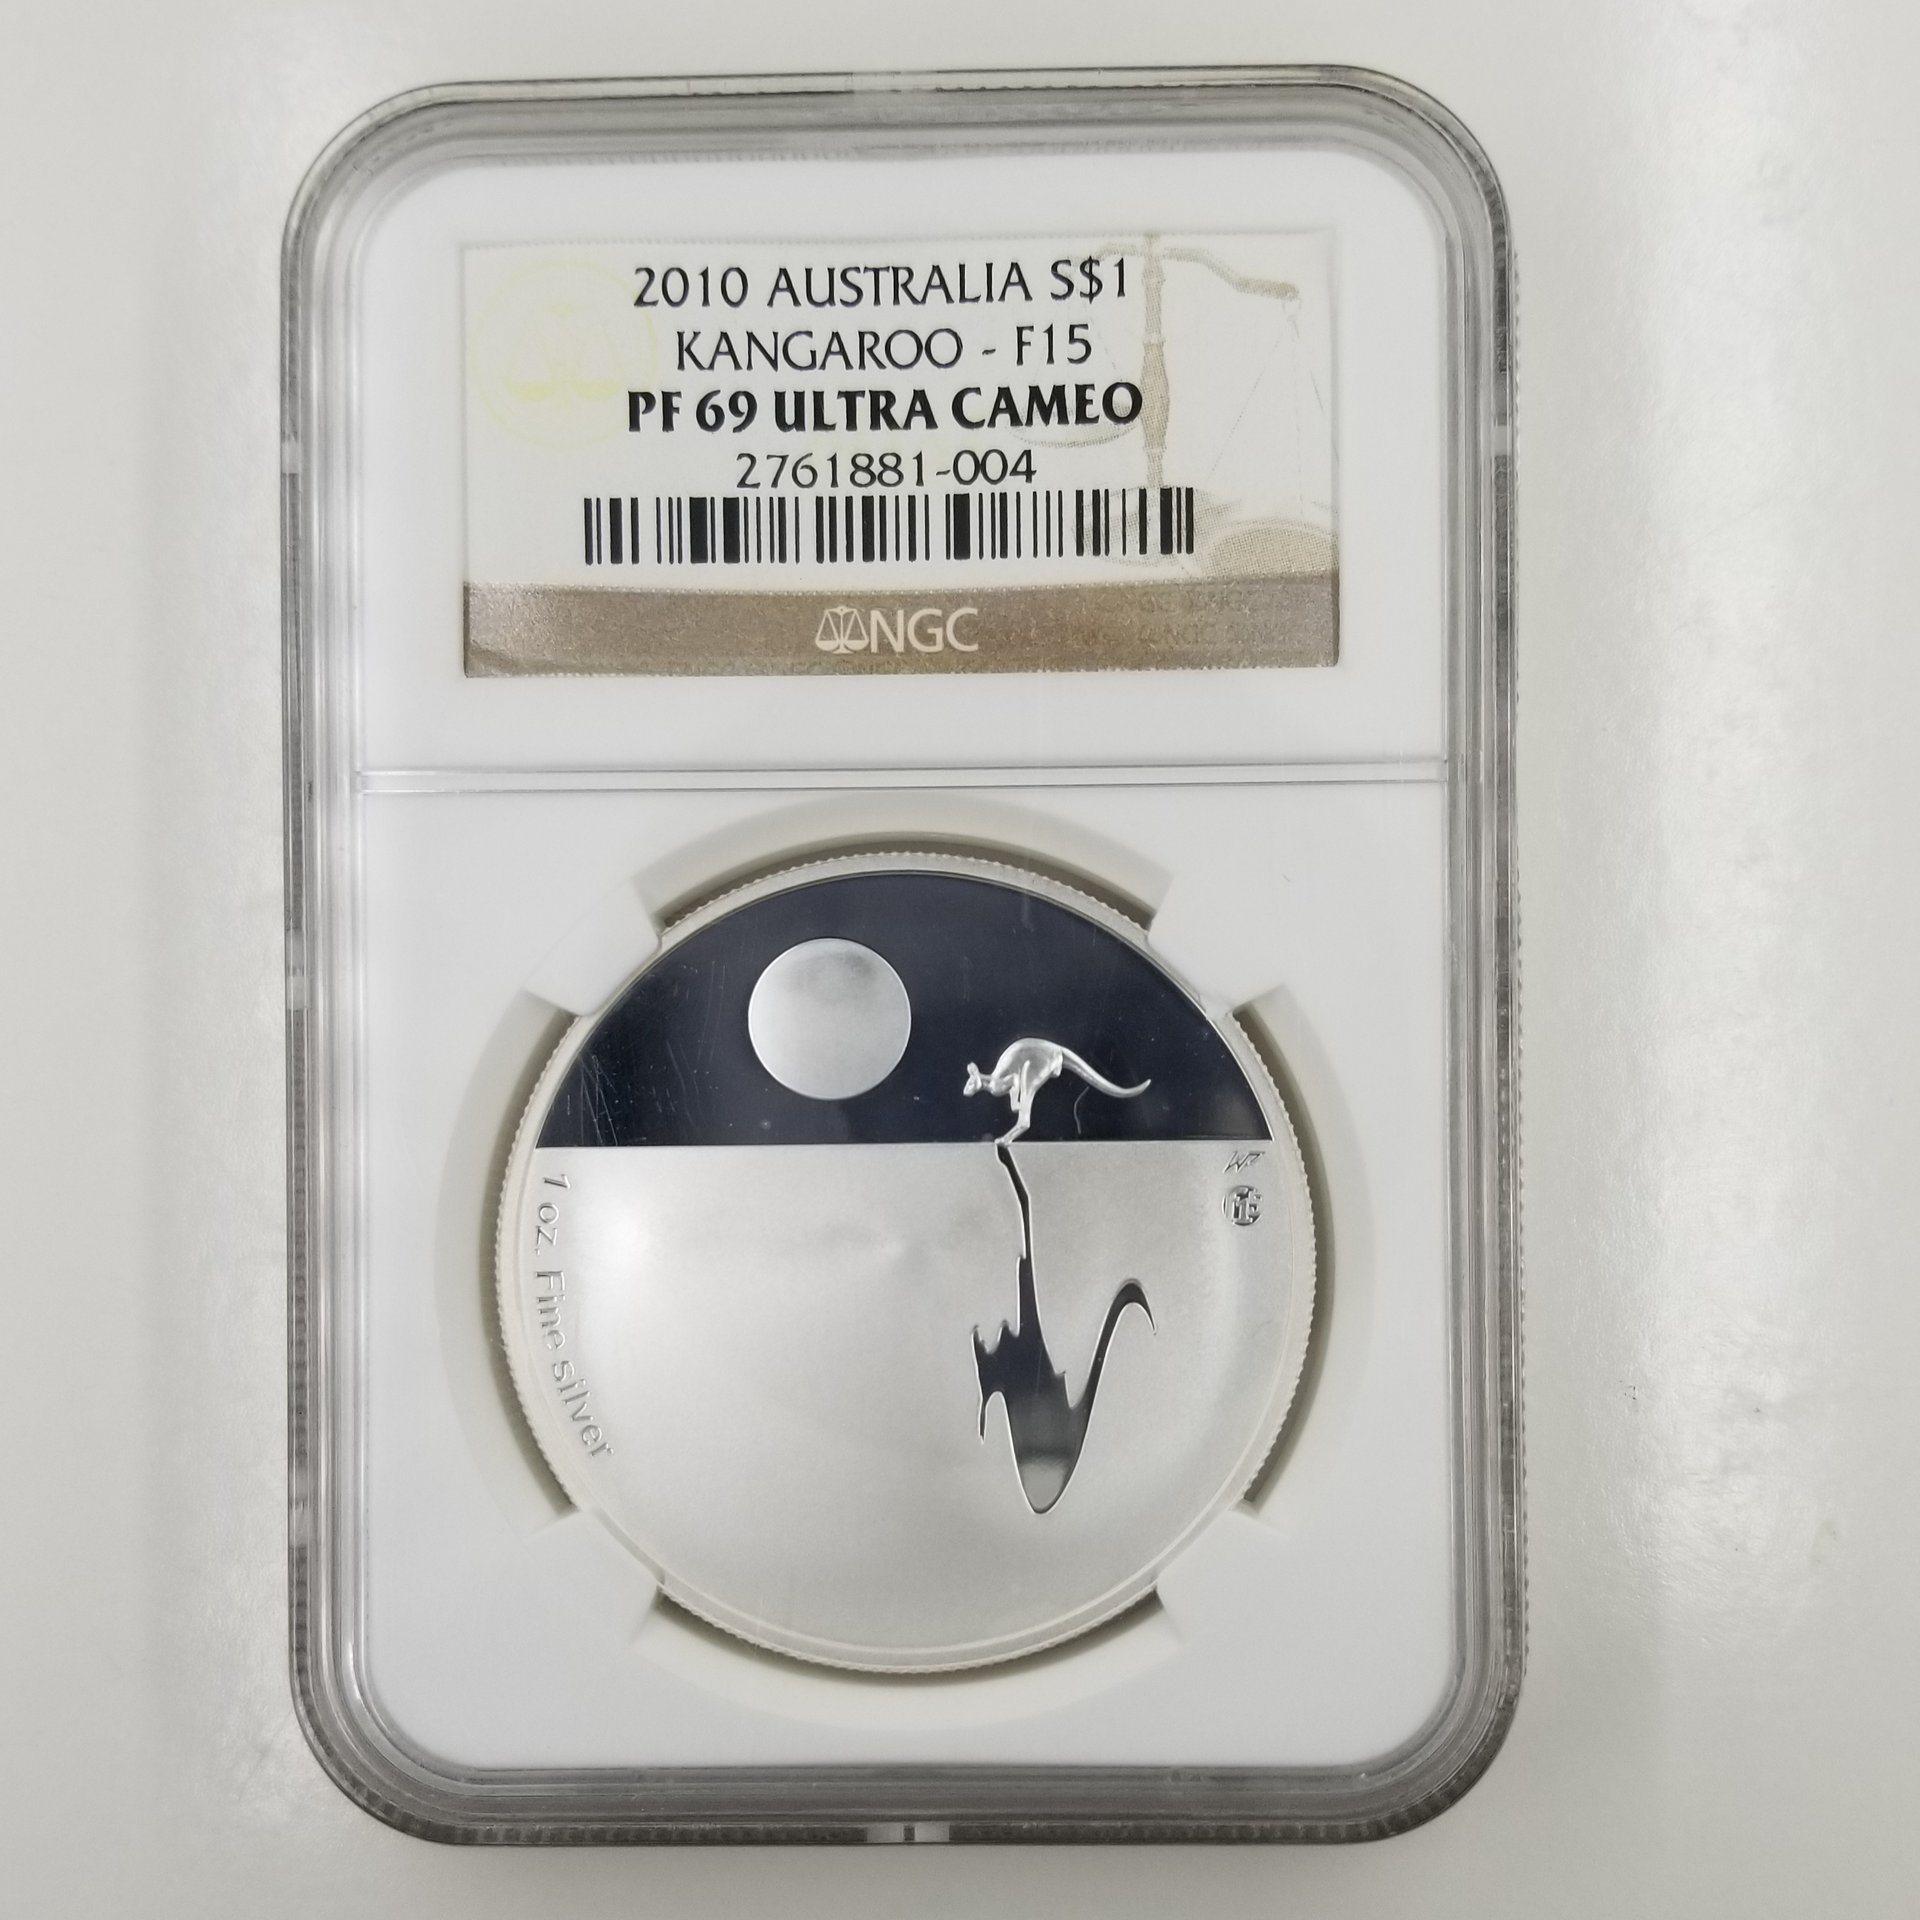 2010 AUSTRALIA S$1
KANGAROO - F15
PF 69 ULTRA CAMEO
2761881-004
NGC
1 oz. Fine Silver